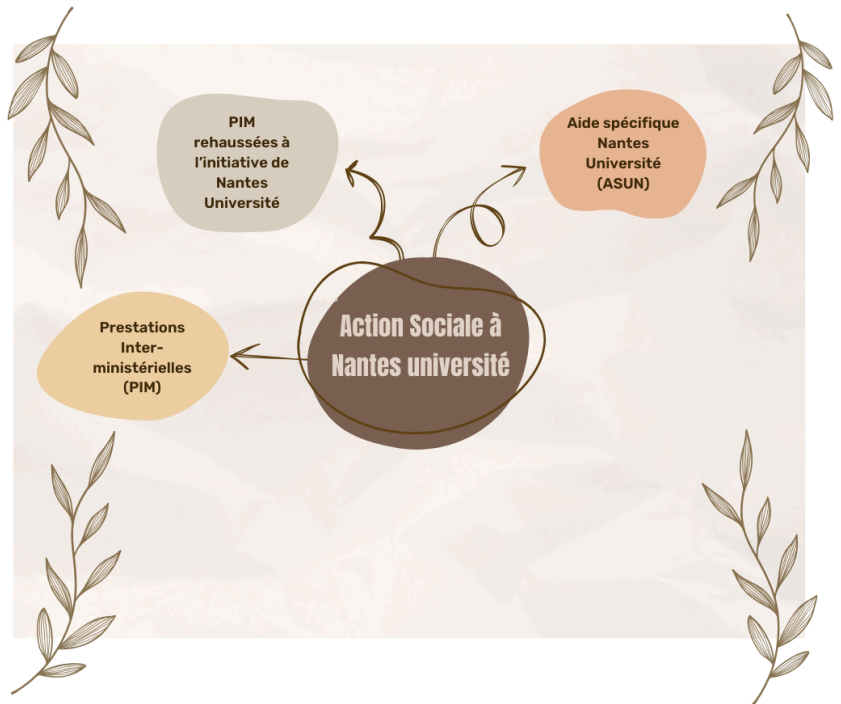 PIM
rehaussées à
l'initiative de
Nantes
Université
Aide spécifique
Nantes
Université
(ASUN)
Action Sociale à
Nantes université
Prestations
Inter-
ministérielles
(PIM)